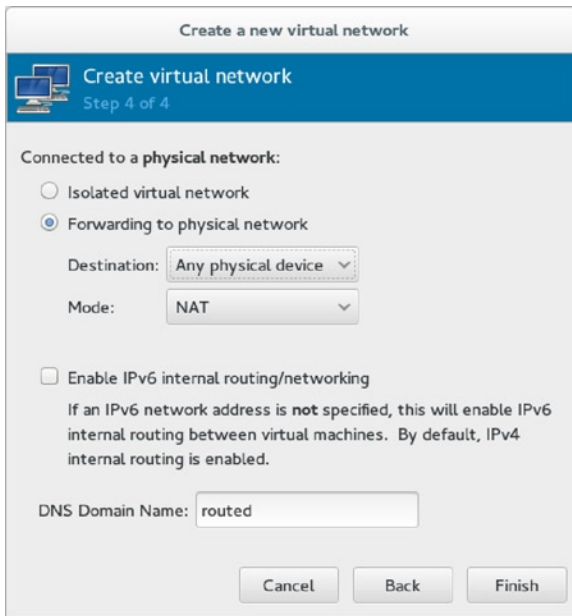 Create a new virtual network
Create virtual network
Step 4 of 4
Connected to a physical network:
Isolated virtual network
Forwarding to physical network
Destination: Any physical device
Mode: NAT
Enable IPv6 internal routing/networking
If an IPv6 network address is not specified, this will enable IPv6
internal routing between virtual machines. By default, IPv4
internal routing is enabled.
DNS Domain Name: routed
Cancel Back Finish